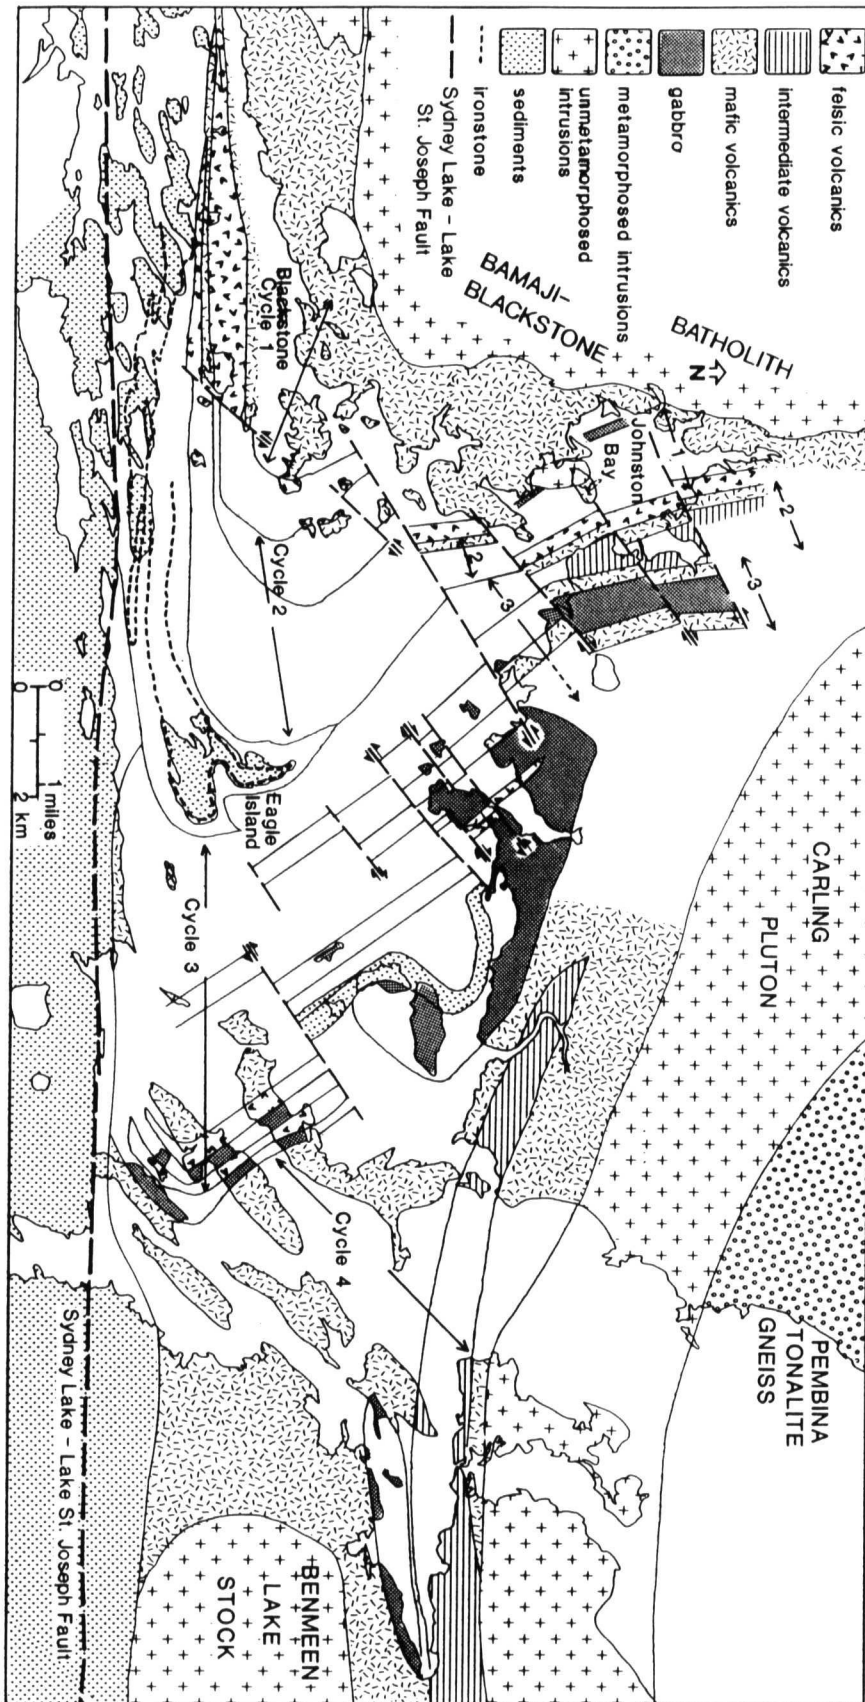 felsic volcanics
intermediate volcanics
mafic volcanics
gabbro
metamorphosed intrusions
unmetamorphosed
intrusions
sediments
ironstone
Sydney Lake - Lake
St. Joseph Fault
BAMAJI-
BLACKSTONE
BATHOLITH
N
Johnston
Bay
1
2
3
2
3
Blackstone
Cycle 1
Cycle 2
Eagle
Island
Cycle 3
Cycle 4
CARLING
PLUTON
PEMBINA
TONALITE
GNEISS
BENMEEN
LAKE
STOCK
0 1 miles
0 2 km
Sydney Lake - Lake St. Joseph Fault